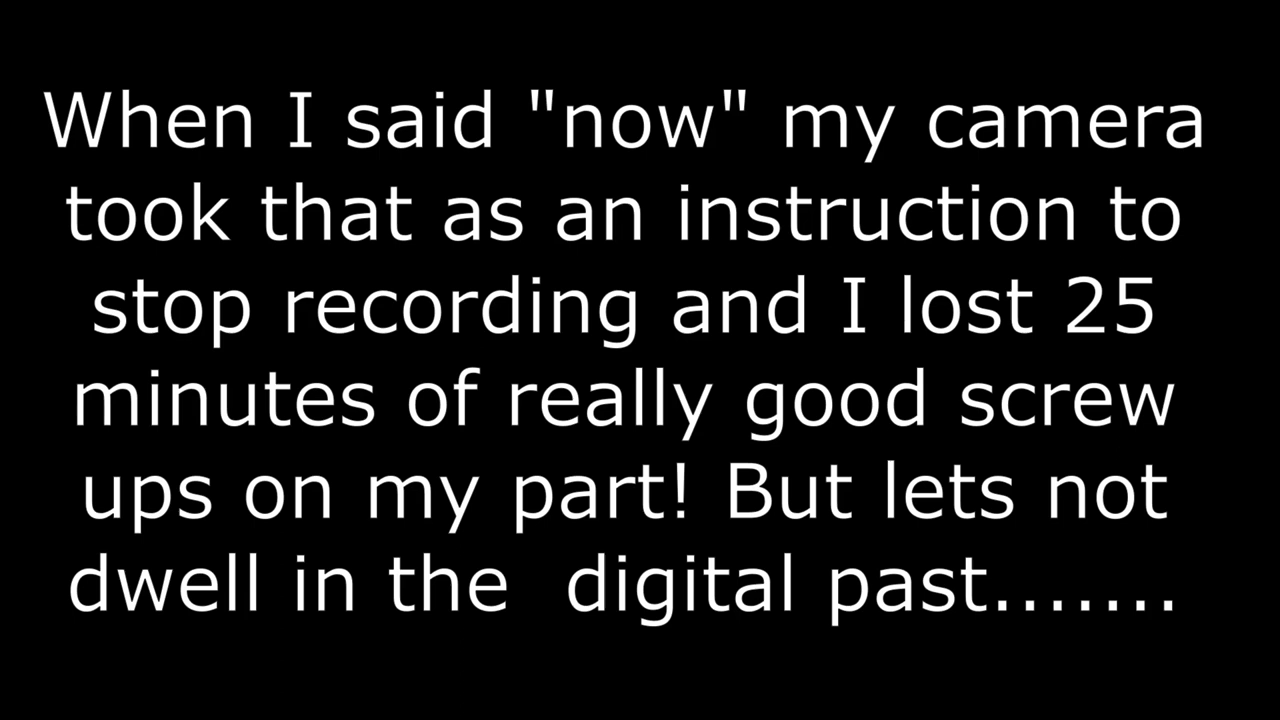 When I said "now" my camera
took that as an instruction to
stop recording and I lost 25
minutes of really good screw
ups on my part! But lets not
dwell in the  digital past.......